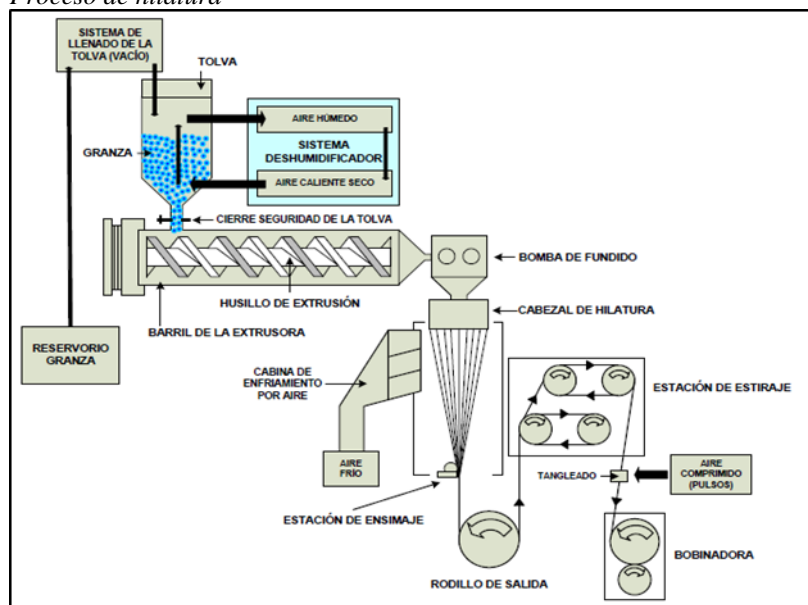 Proceso de hilatura
SISTEMA DE
LLENADO DE LA
TOLVA (VACÍO)
TOLVA
AIRE HÚMEDO
GRANZA
SISTEMA
DESHUMIDIFICADOR
AIRE CALIENTE SECO
CIERRE SEGURIDAD DE LA TOLVA
BOMBA DE FUNDIDO
HUSILLO DE EXTRUSIÓN
CABEZAL DE HILATURA
BARRIL DE LA EXTRUSORA
RESERVORIO
GRANZA
CABINA DE
ENFRIAMIENTO
POR AIRE
ESTACIÓN DE ESTIRAJE
AIRE
FRÍO
TANGLEADO
AIRE
COMPRIMIDO
(PULSOS)
ESTACIÓN DE ENSIMAJE
BOBINADORA
RODILLO DE SALIDA